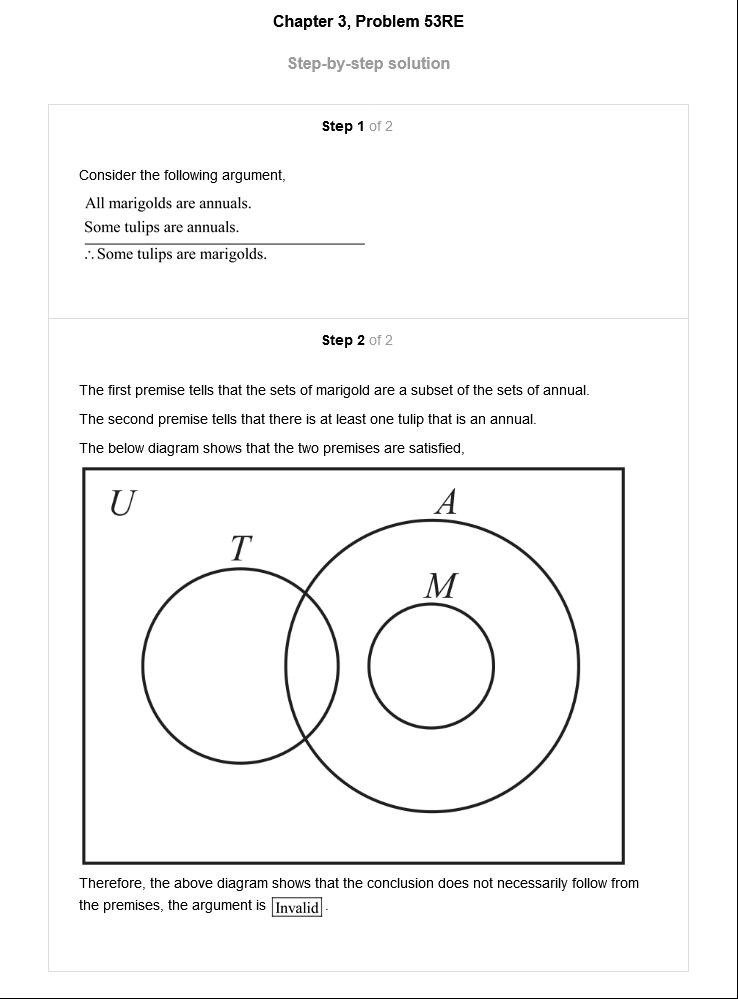 Chapter 3, Problem 53RE
Step-by-step solution
Step 1 of 2
Consider the following argument,
All marigolds are annuals.
Some tulips are annuals.
∴ Some tulips are marigolds.
Step 2 of 2
The first premise tells that the sets of marigold are a subset of the sets of annual.
The second premise tells that there is at least one tulip that is an annual.
The below diagram shows that the two premises are satisfied,
U
A
T
M
Therefore, the above diagram shows that the conclusion does not necessarily follow from
the premises, the argument is Invalid.